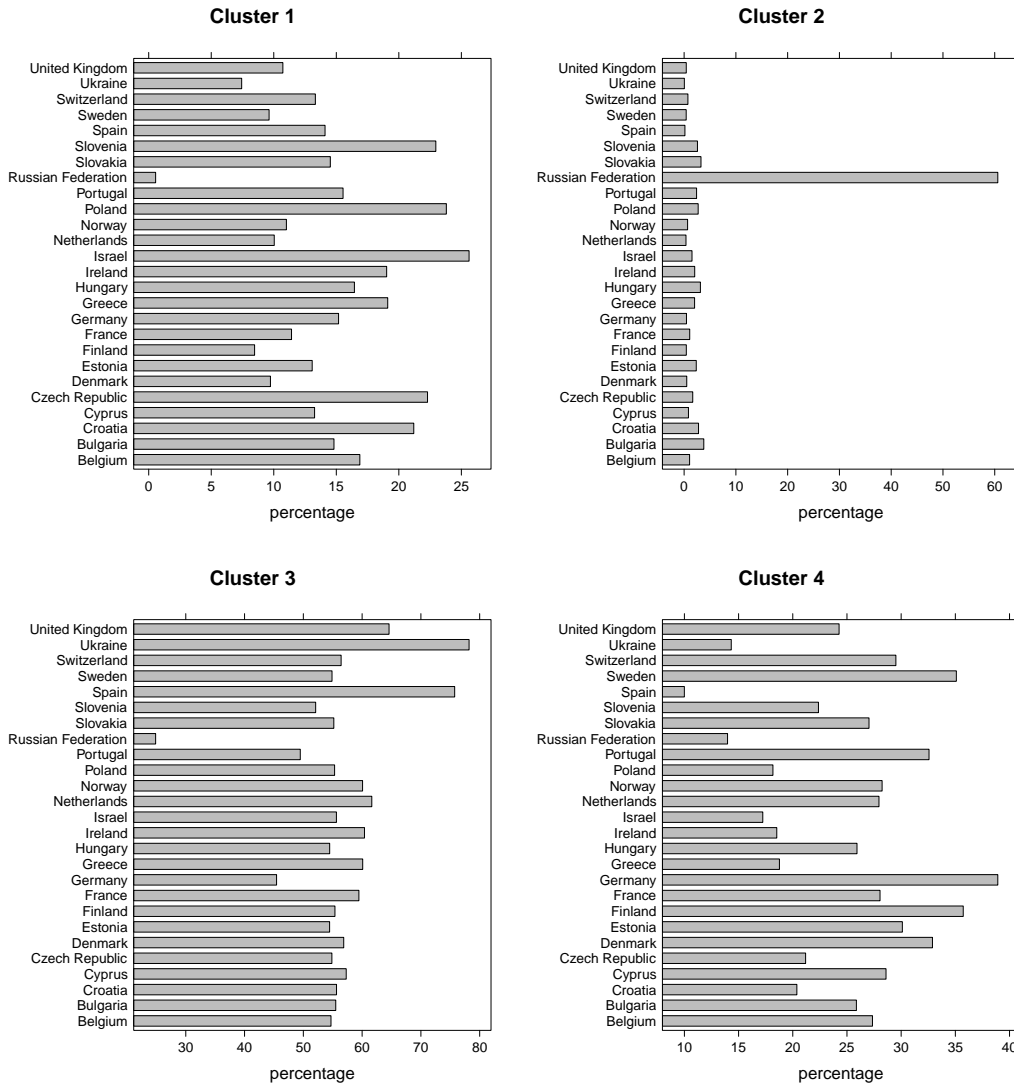 Cluster 1
United Kingdom
Ukraine
Switzerland
Sweden
Spain
Slovenia
Slovakia
Russian Federation
Portugal
Poland
Norway
Netherlands
Israel
Ireland
Hungary
Greece
Germany
France
Finland
Estonia
Denmark
Czech Republic
Cyprus
Croatia
Bulgaria
Belgium
0 5 10 15 20 25
percentage
Cluster 2
United Kingdom
Ukraine
Switzerland
Sweden
Spain
Slovenia
Slovakia
Russian Federation
Portugal
Poland
Norway
Netherlands
Israel
Ireland
Hungary
Greece
Germany
France
Finland
Estonia
Denmark
Czech Republic
Cyprus
Croatia
Bulgaria
Belgium
0 10 20 30 40 50 60
percentage
Cluster 3
United Kingdom
Ukraine
Switzerland
Sweden
Spain
Slovenia
Slovakia
Russian Federation
Portugal
Poland
Norway
Netherlands
Israel
Ireland
Hungary
Greece
Germany
France
Finland
Estonia
Denmark
Czech Republic
Cyprus
Croatia
Bulgaria
Belgium
30 40 50 60 70 80
percentage
Cluster 4
United Kingdom
Ukraine
Switzerland
Sweden
Spain
Slovenia
Slovakia
Russian Federation
Portugal
Poland
Norway
Netherlands
Israel
Ireland
Hungary
Greece
Germany
France
Finland
Estonia
Denmark
Czech Republic
Cyprus
Croatia
Bulgaria
Belgium
10 15 20 25 30 35 40
percentage